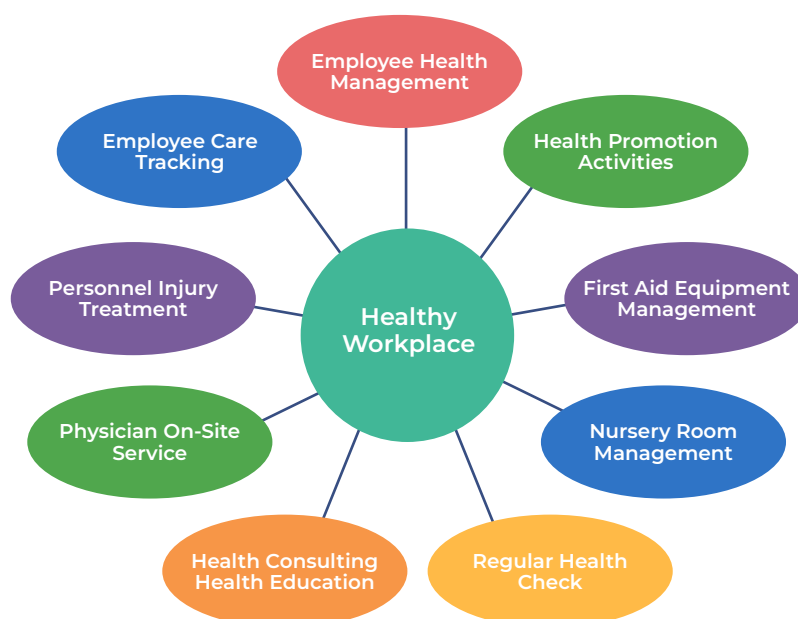 Employee Health
Management
Employee Care
Tracking
Health Promotion
Activities
Personnel Injury
Treatment
First Aid Equipment
Management
Healthy
Workplace
Physician On-Site
Service
Nursery Room
Management
Health Consulting
Health Education
Regular Health
Check